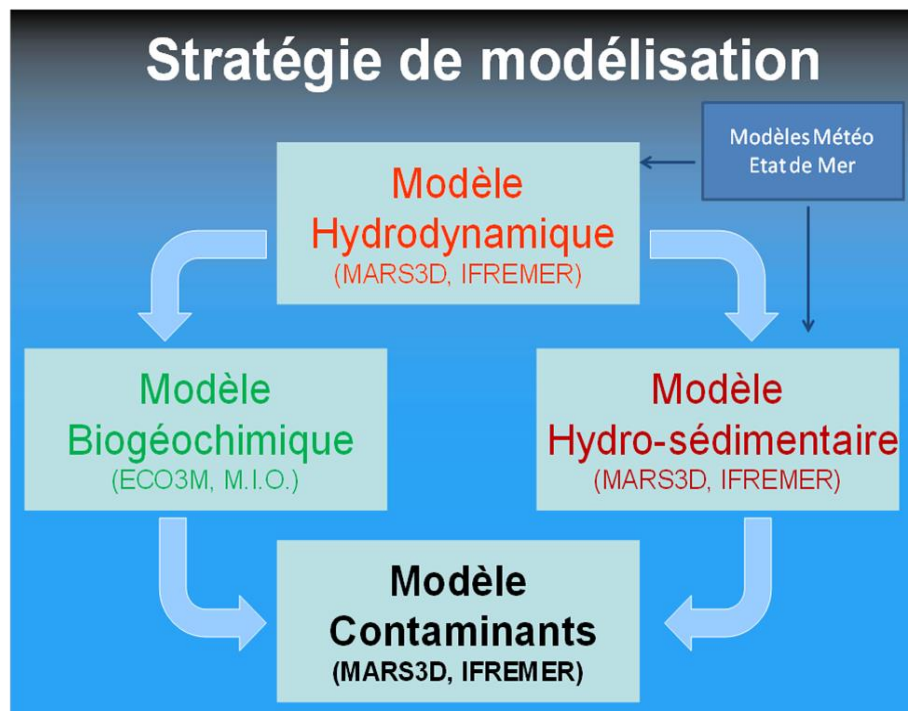 Stratégie de modélisation
Modèles Météo
Etat de Mer
Modèle
Hydrodynamique
(MARS3D, IFREMER)
Modèle
Biogéochimique
(ECO3M, M.I.O.)
Modèle
Hydro-sédimentaire
(MARS3D, IFREMER)
Modèle
Contaminants
(MARS3D, IFREMER)